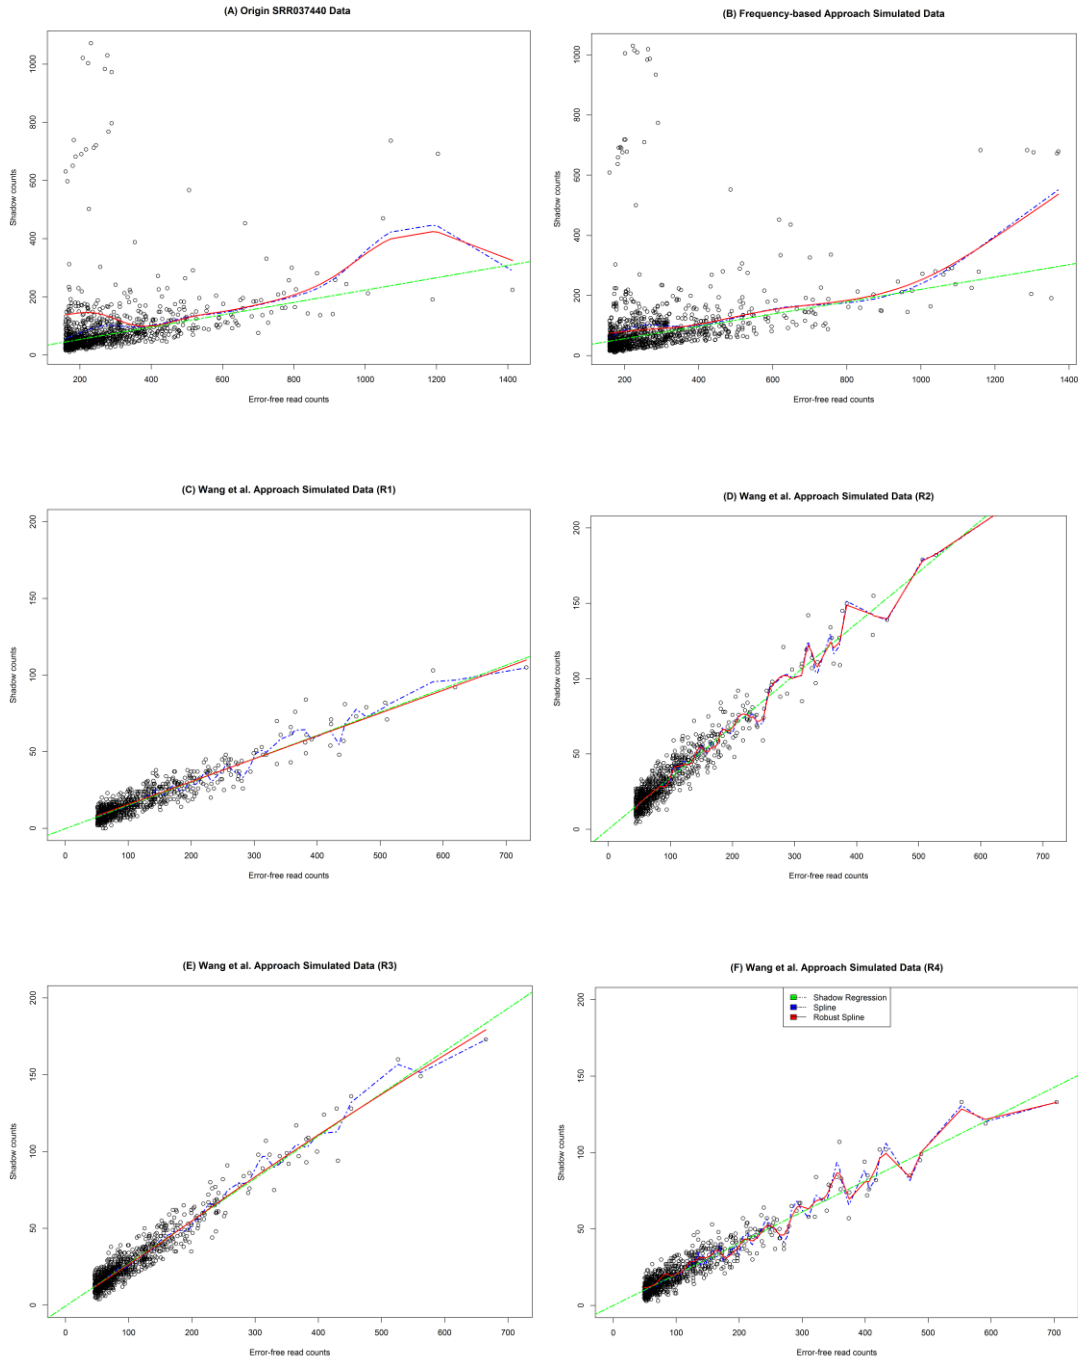 (A) Origin SRR037440 Data
Shadow counts
0 200 400 600 800 1000
200 400 600 800 1000 1200 1400
Error-free read counts
(B) Frequency-based Approach Simulated Data
Shadow counts
0 200 400 600 800 1000
200 400 600 800 1000 1200 1400
Error-free read counts
(C) Wang et al. Approach Simulated Data (R1)
Shadow counts
0 50 100 150 200
0 100 200 300 400 500 600 700
Error-free read counts
(D) Wang et al. Approach Simulated Data (R2)
Shadow counts
0 50 100 150 200
0 100 200 300 400 500 600 700
Error-free read counts
(E) Wang et al. Approach Simulated Data (R3)
Shadow counts
0 50 100 150 200
0 100 200 300 400 500 600 700
Error-free read counts
(F) Wang et al. Approach Simulated Data (R4)
Shadow Regression
Spline
Robust Spline
Shadow counts
0 50 100 150 200
0 100 200 300 400 500 600 700
Error-free read counts